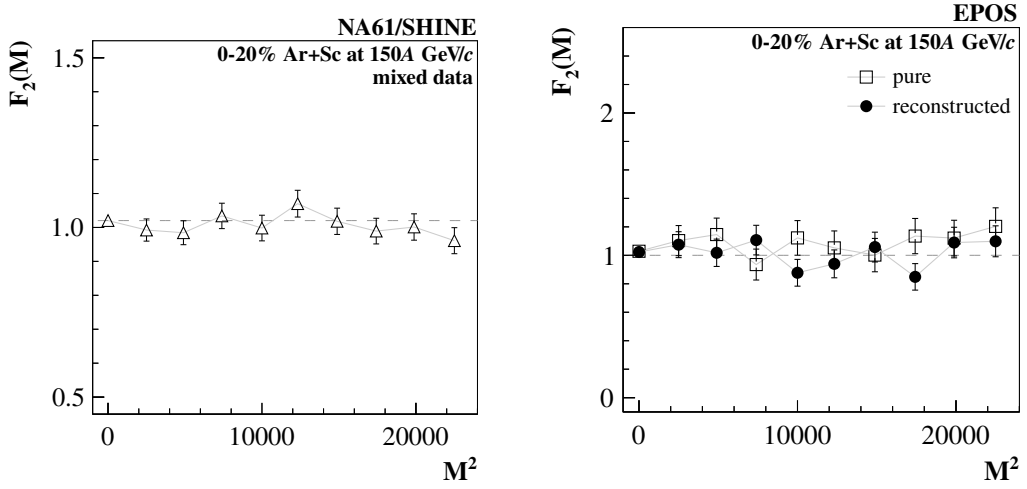 NA61/SHINE
0-20% Ar+Sc at 150A GeV/c
mixed data
F₂(M)
1.5
1.0
0.5
0
10000
20000
M²
EPOS
0-20% Ar+Sc at 150A GeV/c
pure
reconstructed
F₂(M)
2
1
0
0
10000
20000
M²